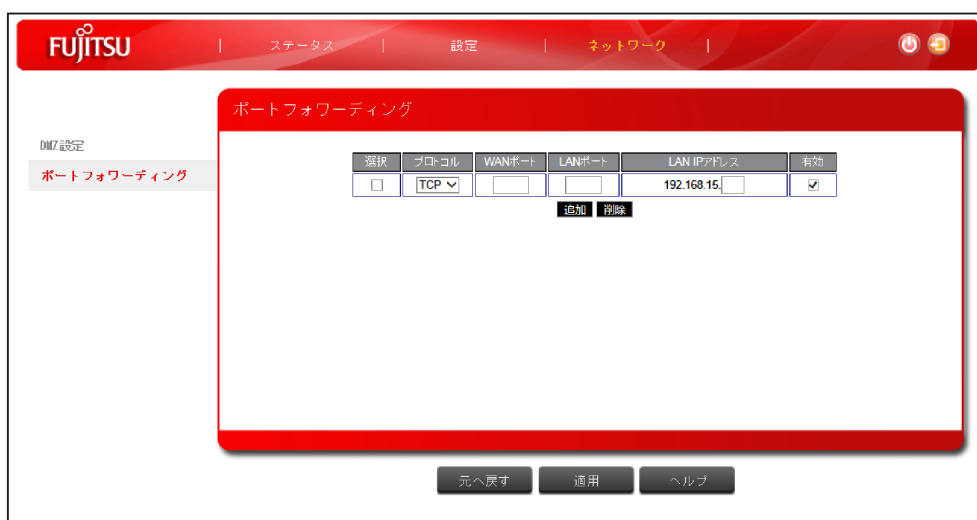 FUJITSU | ステータス | 設定 | ネットワーク |
ポートフォワーディング
DMZ設定
ポートフォワーディング
選択 プロトコル WANポート LANポート LAN IPアドレス 有効
TCP 192.168.15.
追加 削除
元へ戻す 適用 ヘルプ